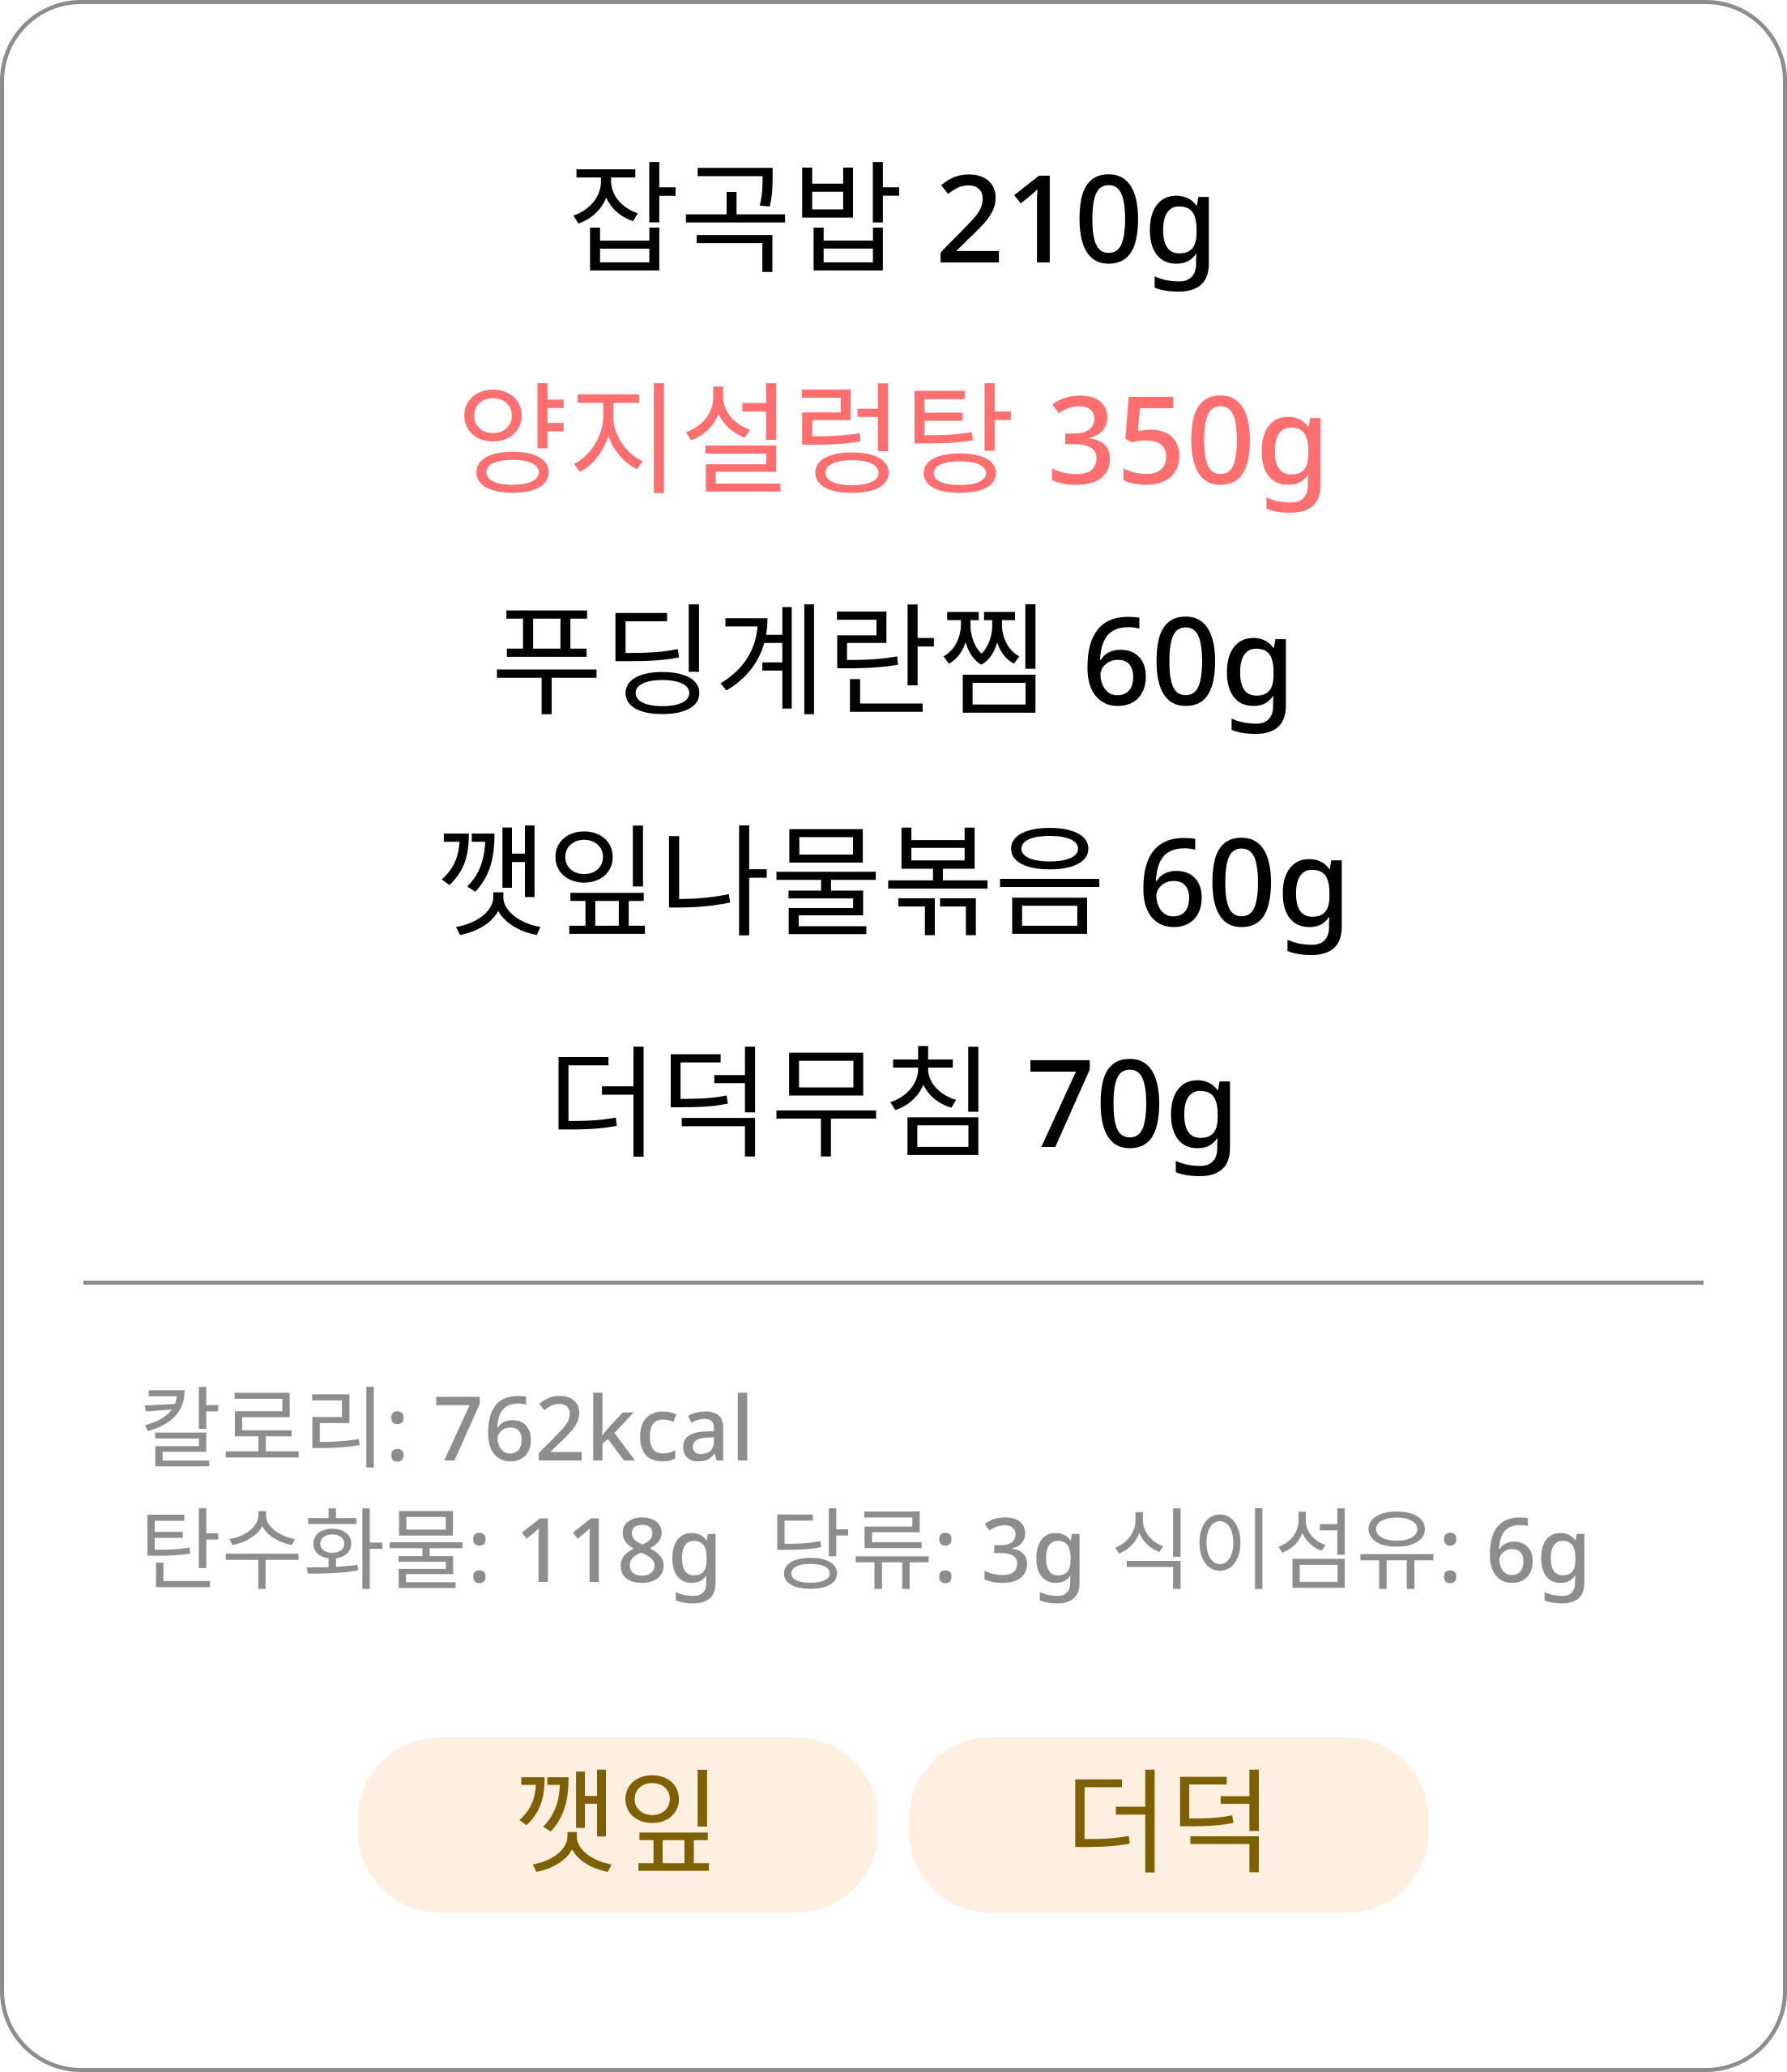 잡곡밥 210g
양지설렁탕 350g
푸딩계란찜 60g
깻잎나물볶음 60g
더덕무침 70g
칼로리: 762kcal
탄수화물: 118g 당류: 3g 식이섬유: 6g
깻잎 더덕